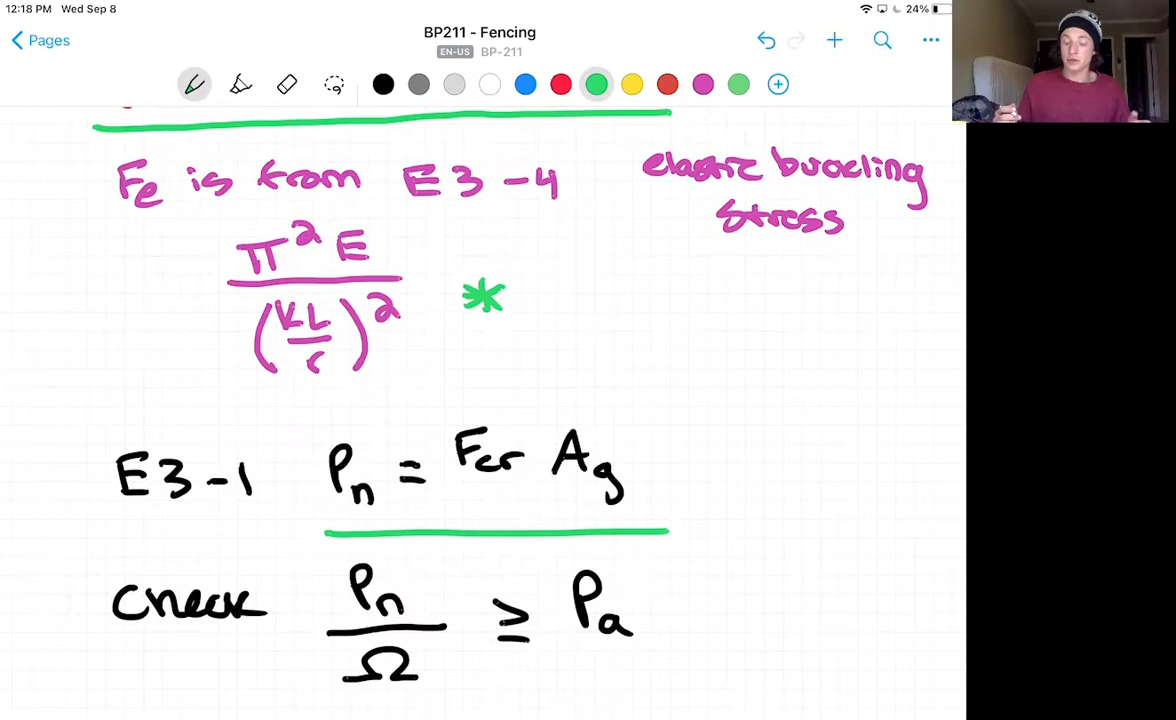 12:18 PM Wed Sep 8
24%
Pages
BP211 - Fencing
EN-US BP-211
Fe is from E3-4
elastic buckling
stress
π² E
(KL/r)²
*
E3-1 Pn = Fcr Ag
Check Pn/Ω ≥ Pa